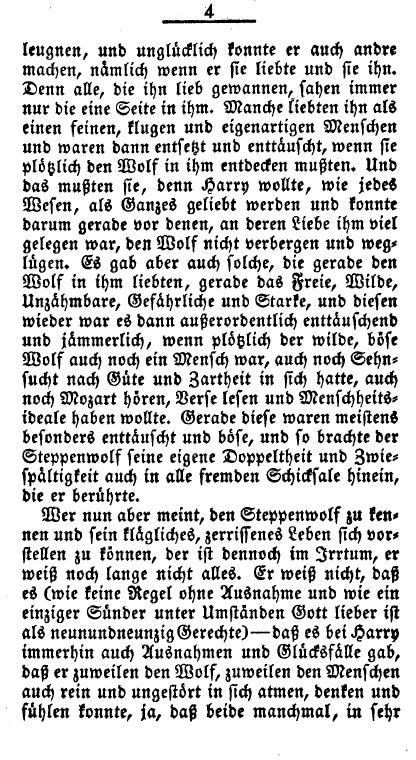 4
leugnen, und unglücklich konnte er auch andre
machen, nämlich wenn er sie liebte und sie ihn.
Denn alle, die ihn lieb gewannen, sahen immer
nur die eine Seite in ihm. Manche liebten ihn als
einen feinen, klugen und eigenartigen Menschen
und waren dann entsetzt und enttäuscht, wenn sie
plötzlich den Wolf in ihm entdecken mußten. Und
das mußten sie, denn Harry wollte, wie jedes
Wesen, als Ganzes geliebt werden und konnte
darum gerade vor denen, an deren Liebe ihm viel
gelegen war, den Wolf nicht verbergen und weg-
lügen. Es gab aber auch solche, die gerade den
Wolf in ihm liebten, gerade das Freie, Wilde,
Unzähmbare, Gefährliche und Starke, und diesen
wieder war es dann außerordentlich enttäuschend
und jämmerlich, wenn plötzlich der wilde, böse
Wolf auch noch ein Mensch war, auch noch Sehn-
sucht nach Güte und Zartheit in sich hatte, auch
noch Mozart hören, Verse lesen und Menschheits-
ideale haben wollte. Gerade diese waren meistens
besonders enttäuscht und böse, und so brachte der
Steppenwolf seine eigene Doppeltheit und Zwie-
spältigkeit auch in alle fremden Schicksale hinein,
die er berührte.
Wer nun aber meint, den Steppenwolf zu ken-
nen und sein klägliches, zerrissenes Leben sich vor-
stellen zu können, der ist dennoch im Irrtum, er
weiß noch lange nicht alles. Er weiß nicht, daß
es (wie keine Regel ohne Ausnahme und wie ein
einziger Sünder unter Umständen Gott lieber ist
als neunundneunzig Gerechte) — daß es bei Harry
immerhin auch Ausnahmen und Glücksfälle gab,
daß er zuweilen den Wolf, zuweilen den Menschen
auch rein und ungestört in sich atmen, denken und
fühlen konnte, ja, daß beide manchmal, in sehr